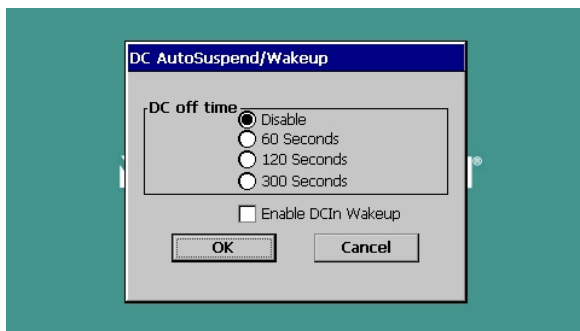 DC AutoSuspend/Wakeup
DC off time
Disable
60 Seconds
120 Seconds
300 Seconds
Enable DCIn Wakeup
OK
Cancel
®